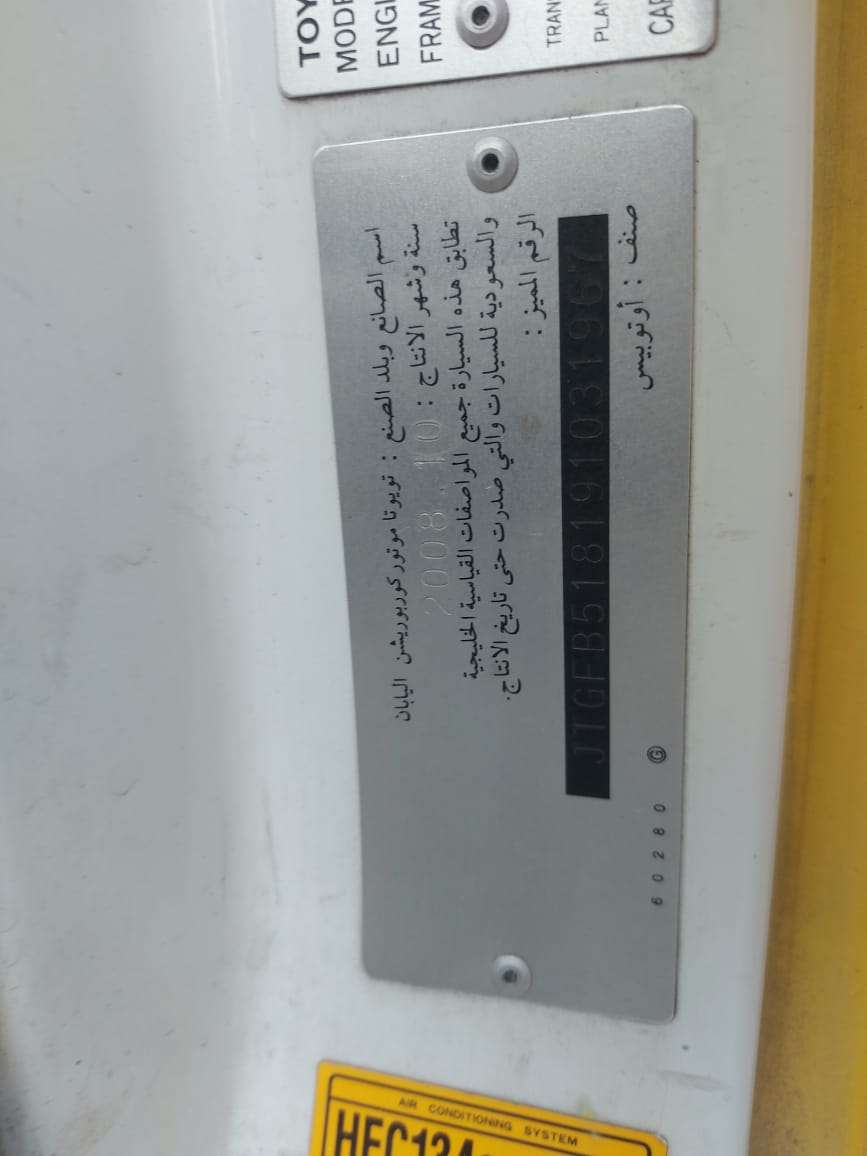 TOY
MODE
ENGI
FRAM
TRAN
PLAN
اسم الصانع وبلد الصنع : تويوتا موتور كوربوريشن اليابان
سنة وشهر الانتاج : 2008.10
تطابق هذه السيارة جميع المواصفات القياسية الخليجية
والسعودية للسيارات والتي صدرت حتى تاريخ الانتاج.
الرقم المميز :
JTGFB518191031967
صنف : أوتوبيس
60280 Ⓖ
AIR CONDITIONING SYSTEM
HFC134